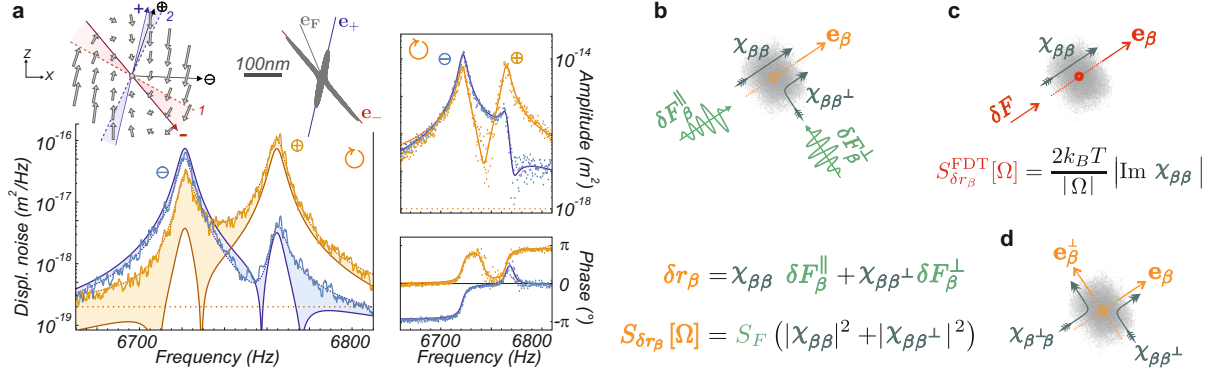 a
Z
X
+
⊕
2
⊖
1
-
100nm
e_F
e_+
e_−
Displ. noise (m²/Hz)
10⁻¹⁶
10⁻¹⁷
10⁻¹⁸
10⁻¹⁹
⊖
⊕
6700
6800
Frequency (Hz)
⊖
⊕
10⁻¹⁴
Amplitude (m²)
10⁻¹⁸
π
0
-π
Phase (°)
6700
6800
Frequency (Hz)
b
χ_ββ
e_β
χ_ββ⊥
δF_β^∥
δF_β^⊥
δr_β = χ_ββ δF_β^∥ + χ_ββ⊥ δF_β^⊥
S_δr_β[Ω] = S_F (|χ_ββ|² + |χ_ββ⊥|²)
c
χ_ββ
e_β
δF
S^FDT_δr_β[Ω] = 2k_BT / |Ω| |Im χ_ββ|
d
e_β^⊥
e_β
χ_β⊥β
χ_ββ⊥